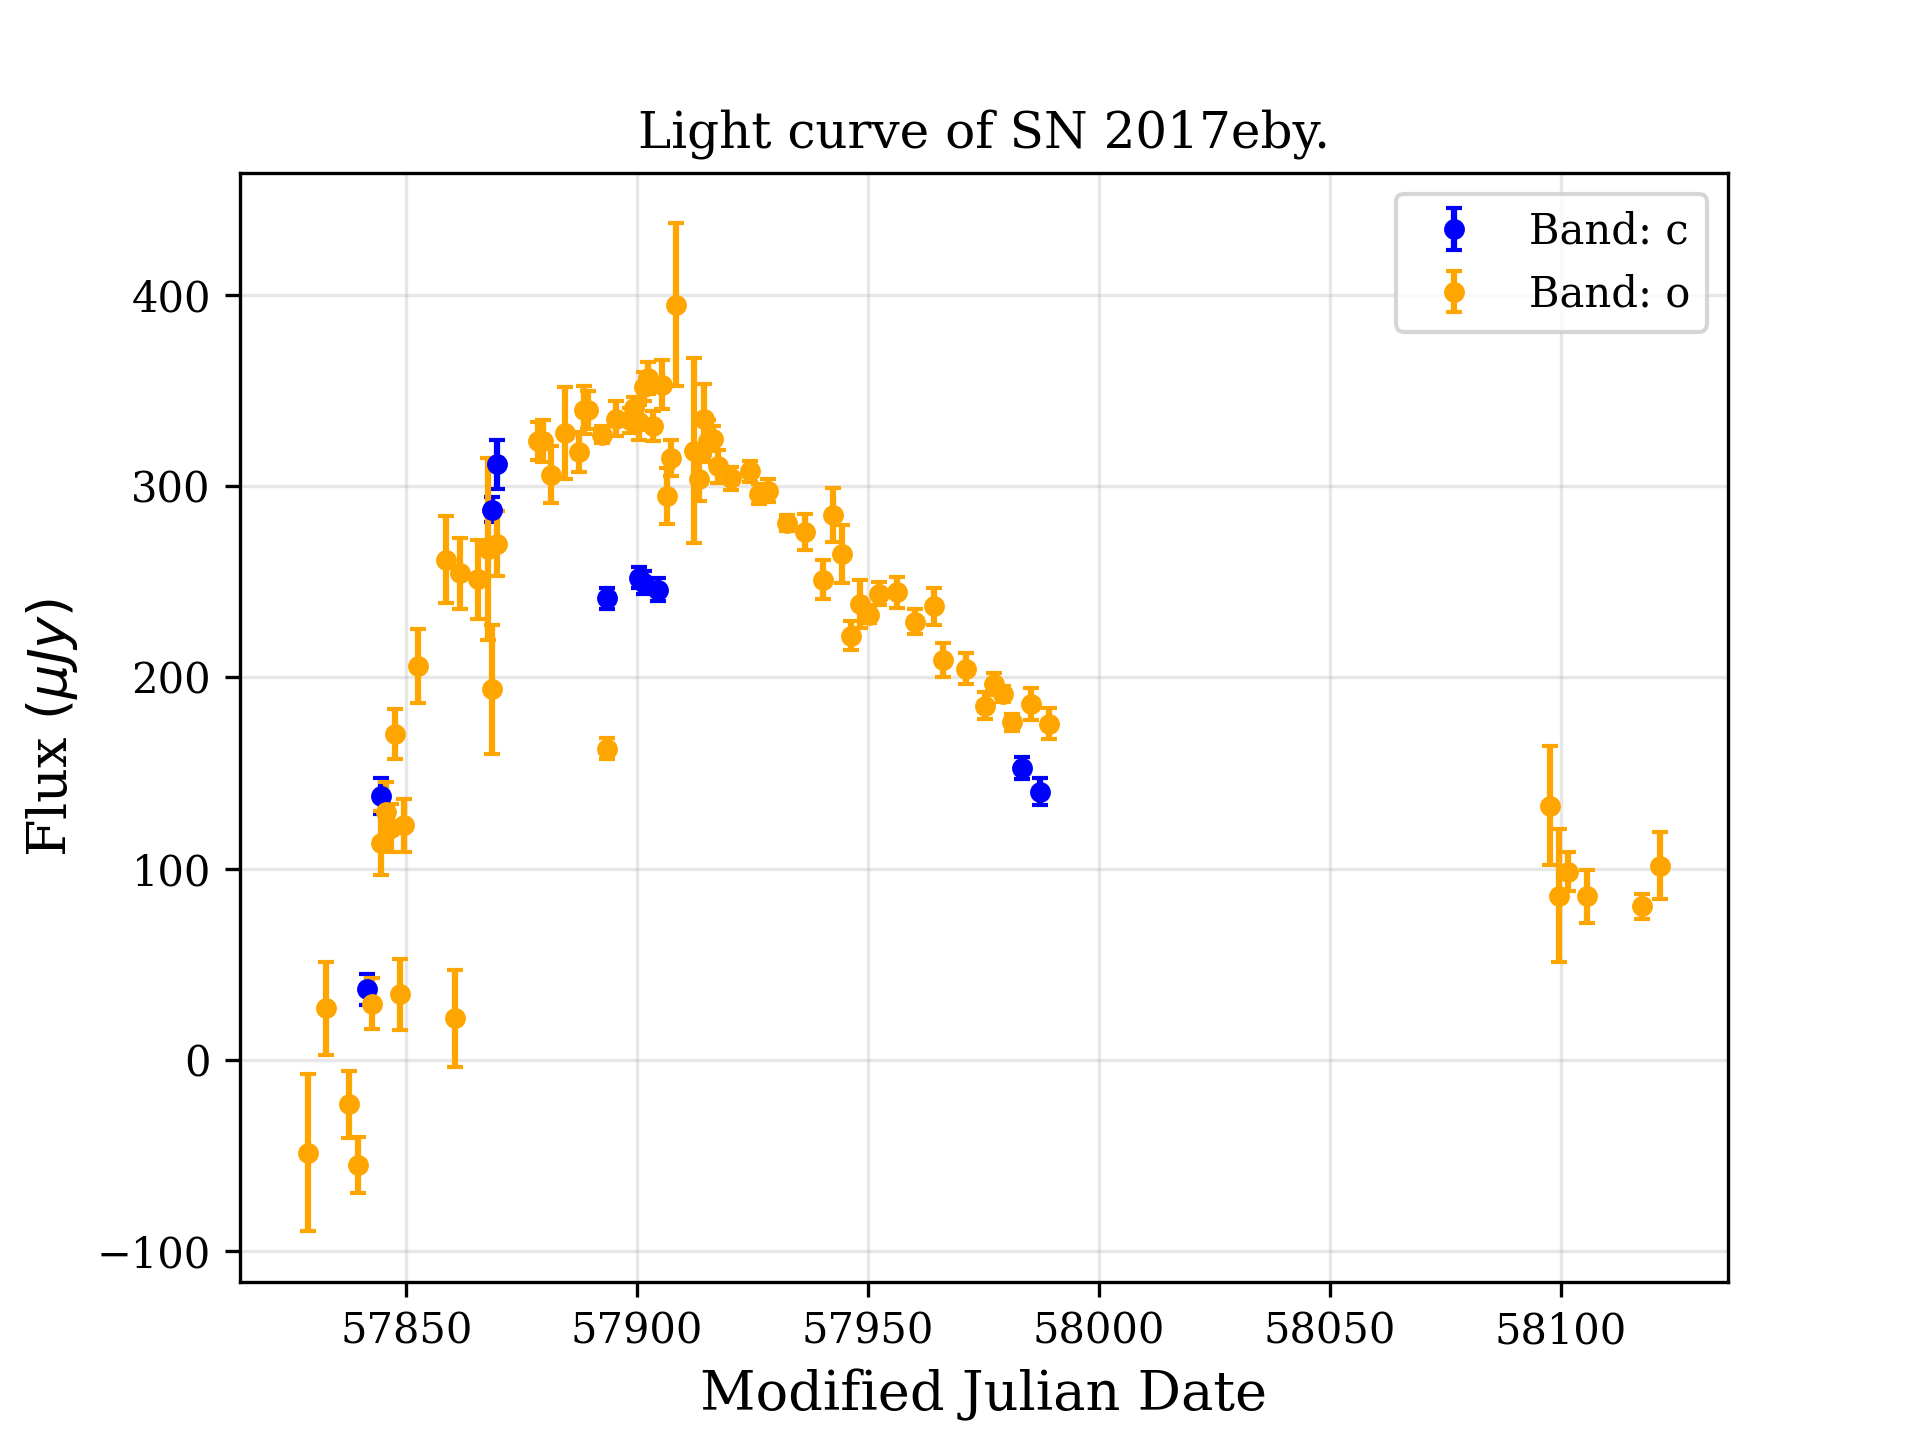 Light curve of SN 2017eby.
Band: c
Band: o
400
300
200
100
0
−100
Flux (μJy)
57850 57900 57950 58000 58050 58100
Modified Julian Date